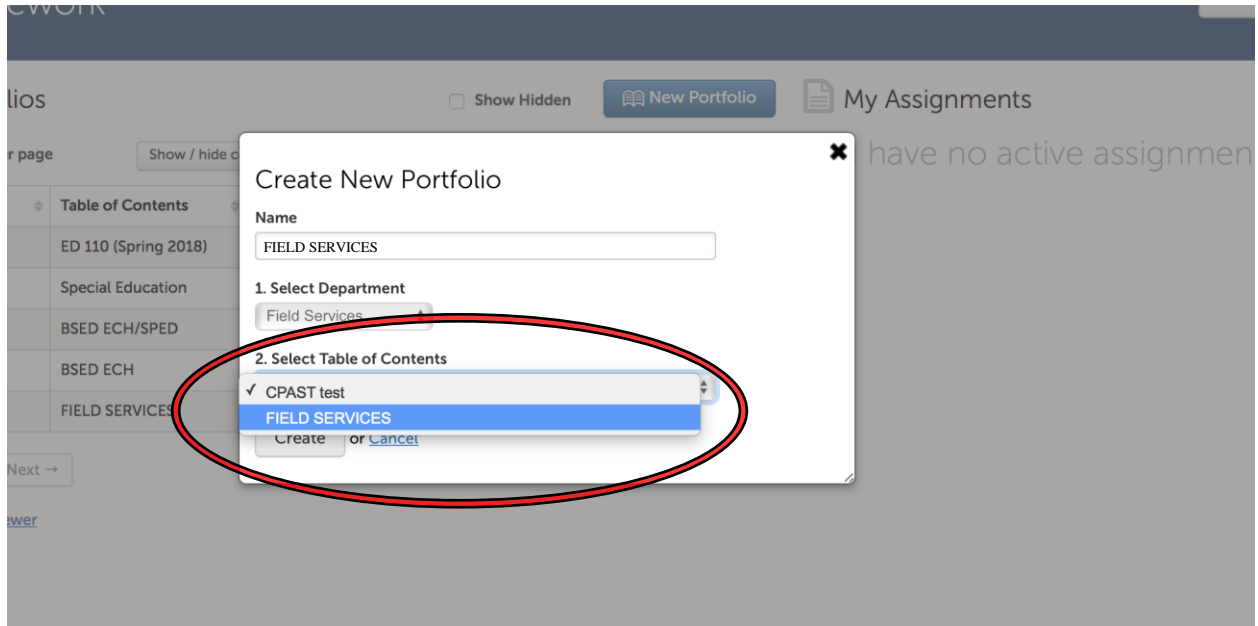 lios
Show Hidden
New Portfolio
My Assignments
r page
Show / hide c
have no active assignmen
Table of Contents
ED 110 (Spring 2018)
Special Education
BSED ECH/SPED
BSED ECH
FIELD SERVICES
Next →
ewer
Create New Portfolio
Name
FIELD SERVICES
1. Select Department
Field Services
2. Select Table of Contents
✓ CPAST test
FIELD SERVICES
Create or Cancel